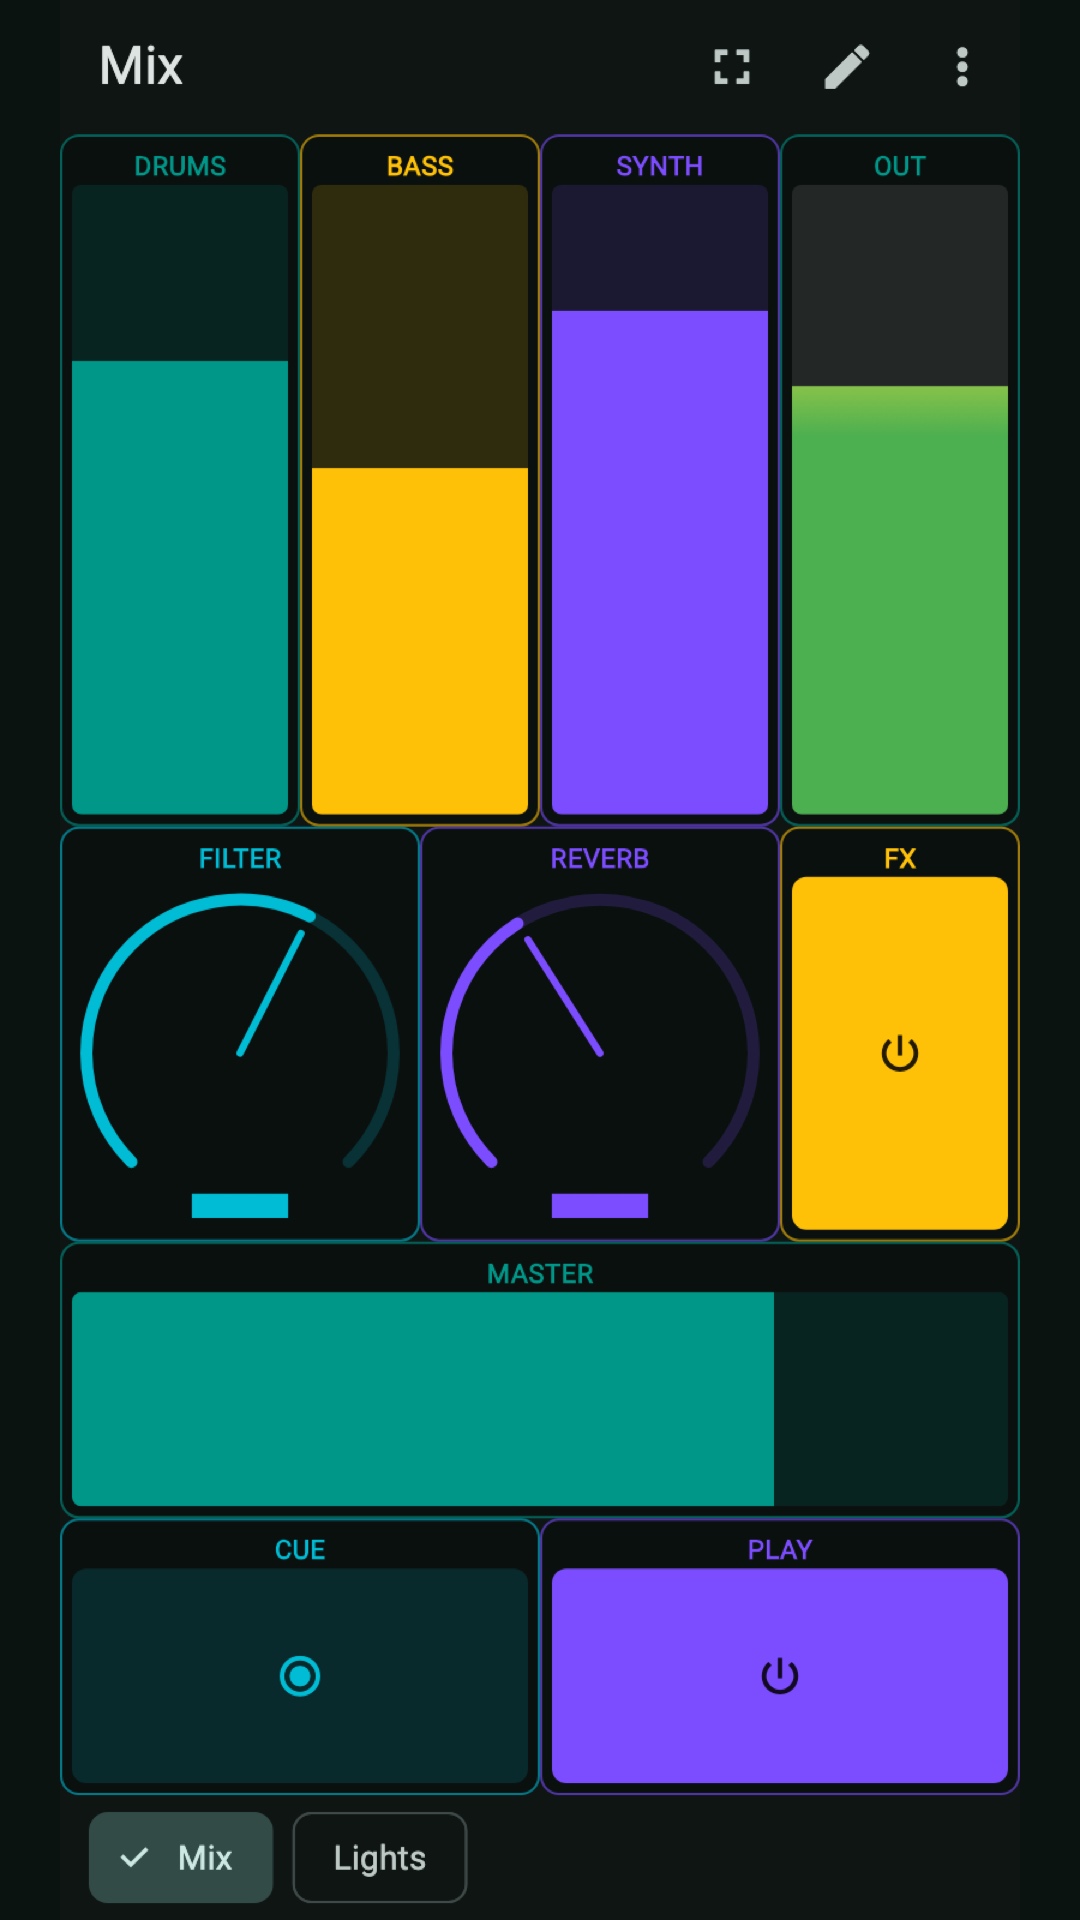 Mix
DRUMS BASS SYNTH OUT
FILTER REVERB FX
MASTER
CUE PLAY
Mix Lights